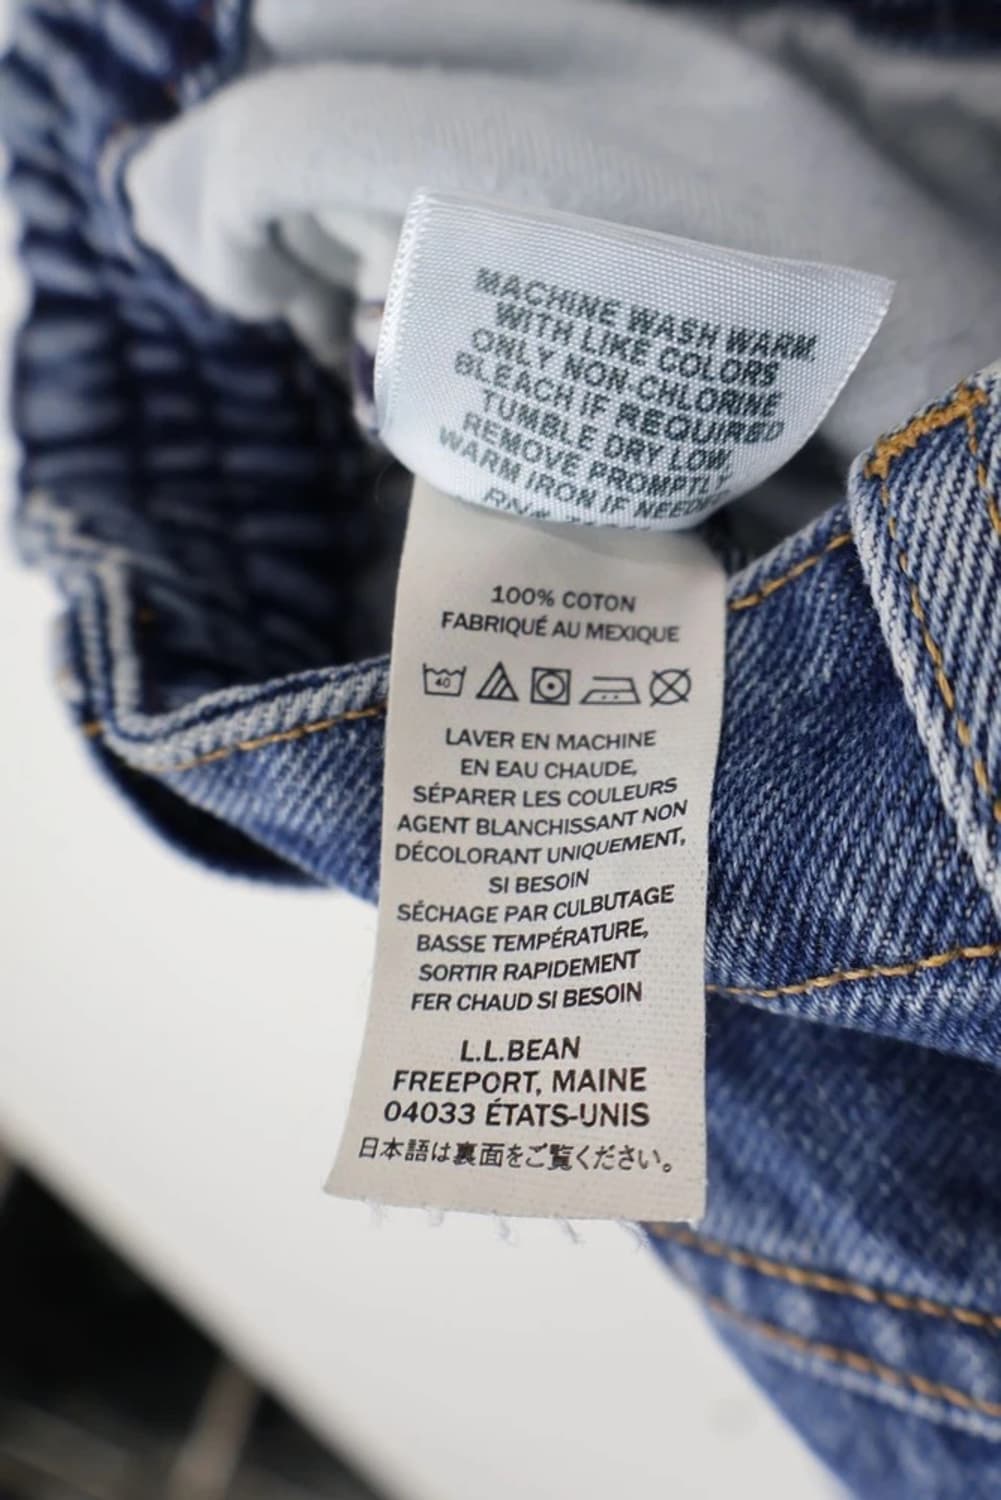 MACHINE WASH WARM
WITH LIKE COLORS
ONLY NON-CHLORINE
BLEACH IF REQUIRED
TUMBLE DRY LOW,
REMOVE PROMPTLY
WARM IRON IF NEEDED
100% COTON
FABRIQUÉ AU MEXIQUE
40
LAVER EN MACHINE
EN EAU CHAUDE,
SÉPARER LES COULEURS
AGENT BLANCHISSANT NON
DÉCOLORANT UNIQUEMENT,
SI BESOIN
SÉCHAGE PAR CULBUTAGE
BASSE TEMPÉRATURE,
SORTIR RAPIDEMENT
FER CHAUD SI BESOIN
L.L.BEAN
FREEPORT, MAINE
04033 ÉTATS-UNIS
日本語は裏面をご覧ください。